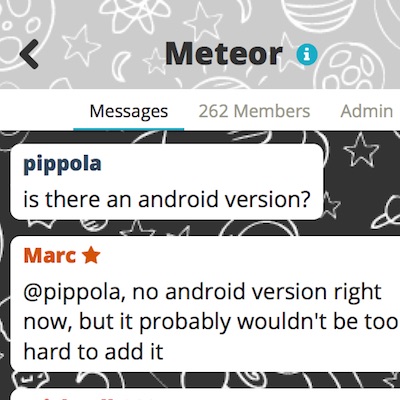 Meteor
Messages 262 Members Admin
pippola
is there an android version?
Marc
@pippola, no android version right
now, but it probably wouldn't be too
hard to add it